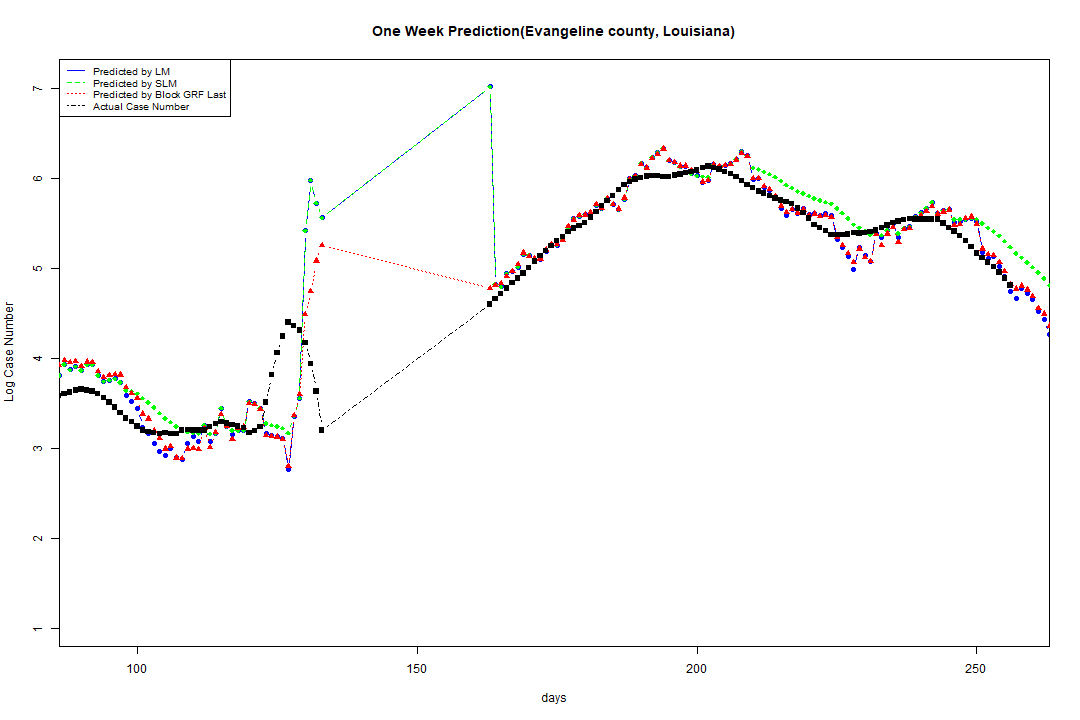 One Week Prediction(Evangeline county, Louisiana)
Predicted by LM
Predicted by SLM
Predicted by Block GRF Last
Actual Case Number
7
6
5
4
3
2
1
Log Case Number
100
150
200
250
days